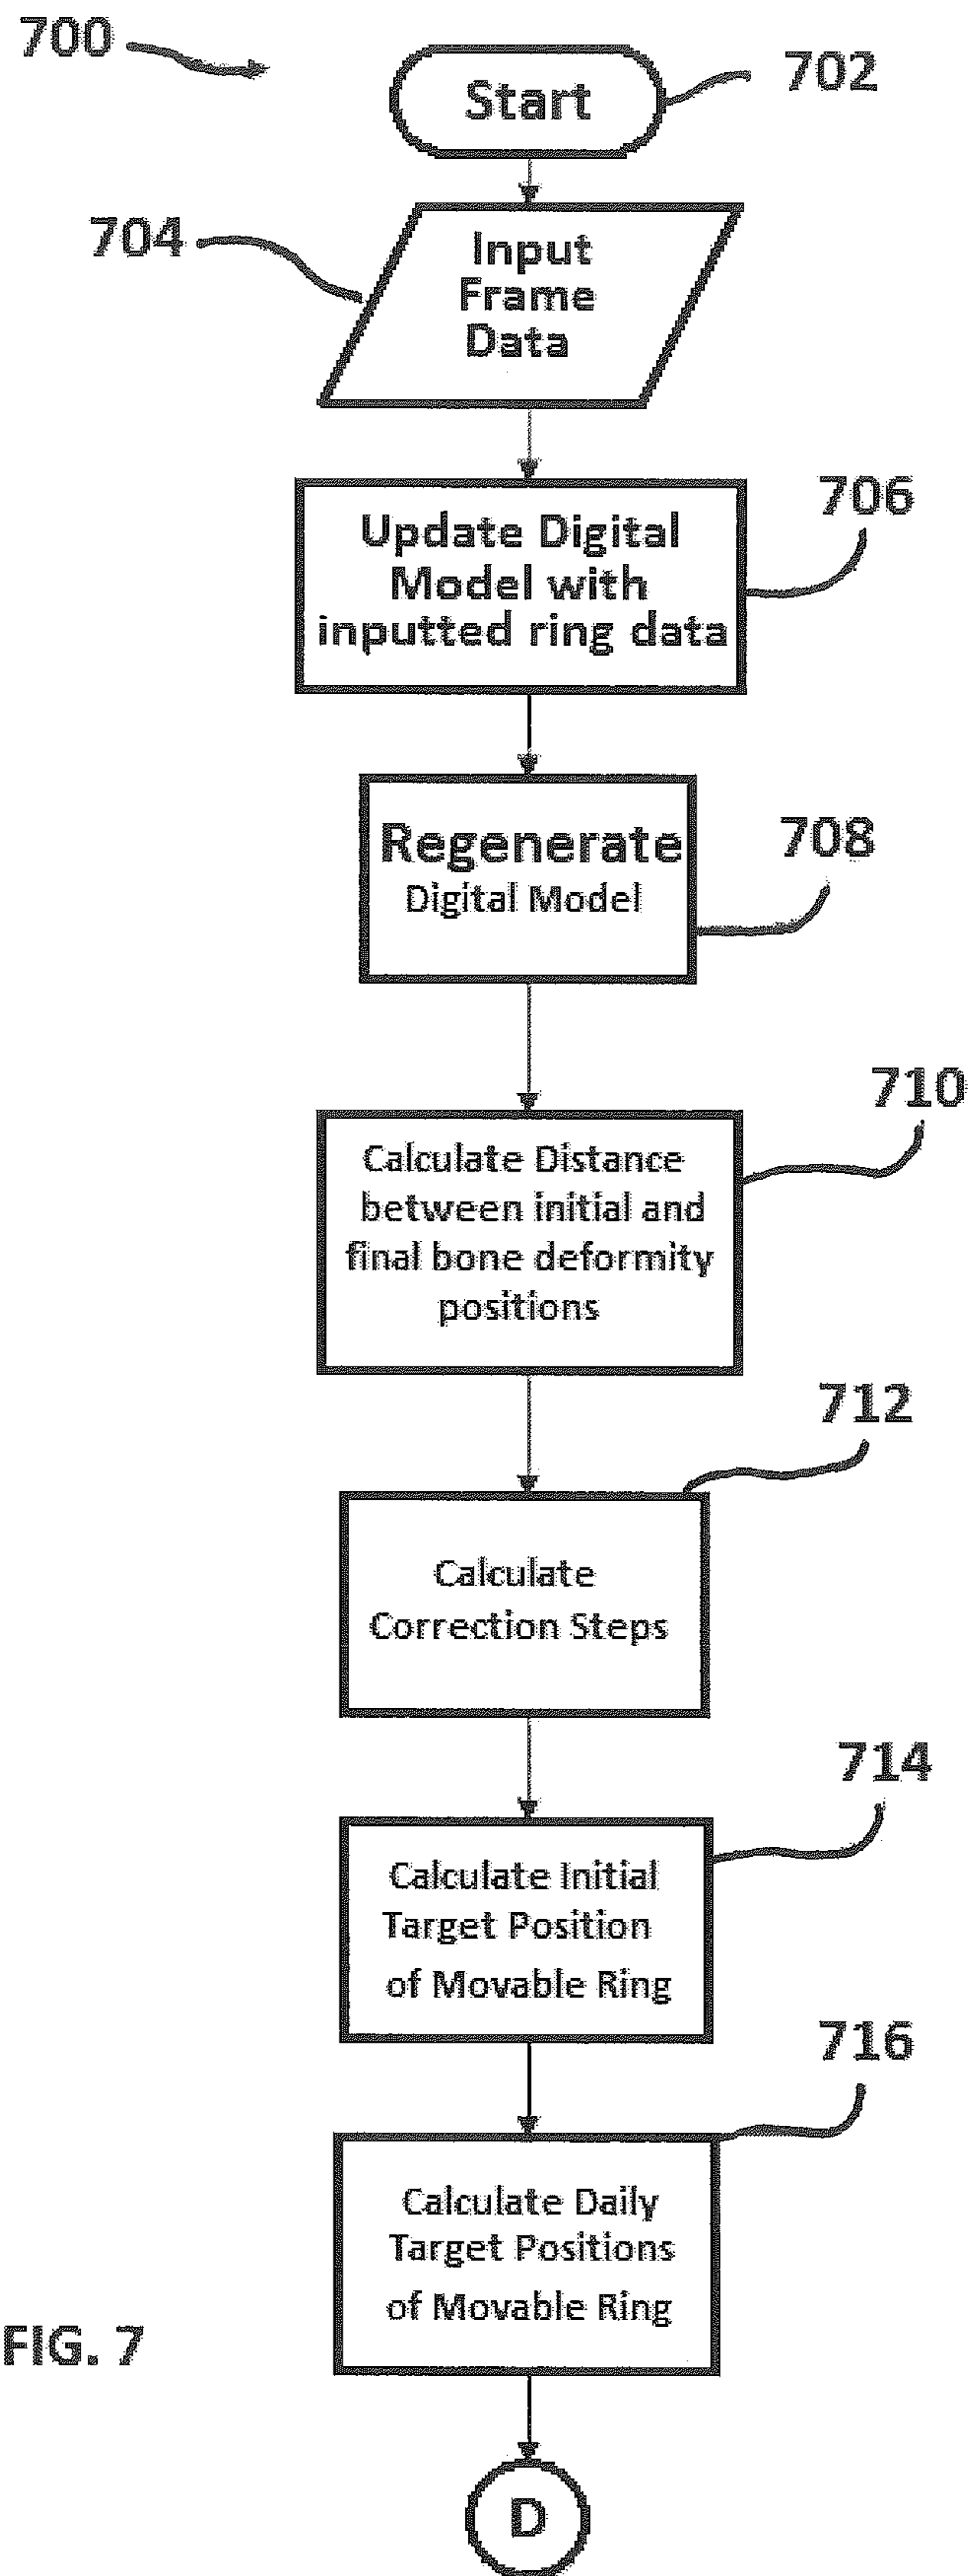 700
702
Start
704
Input
Frame
Data
706
Update Digital
Model with
inputted ring data
708
Regenerate
Digital Model
710
Calculate Distance
between initial and
final bone deformity
positions
712
Calculate
Correction Steps
714
Calculate Initial
Target Position
of Movable Ring
716
Calculate Daily
Target Positions
of Movable Ring
FIG. 7
D